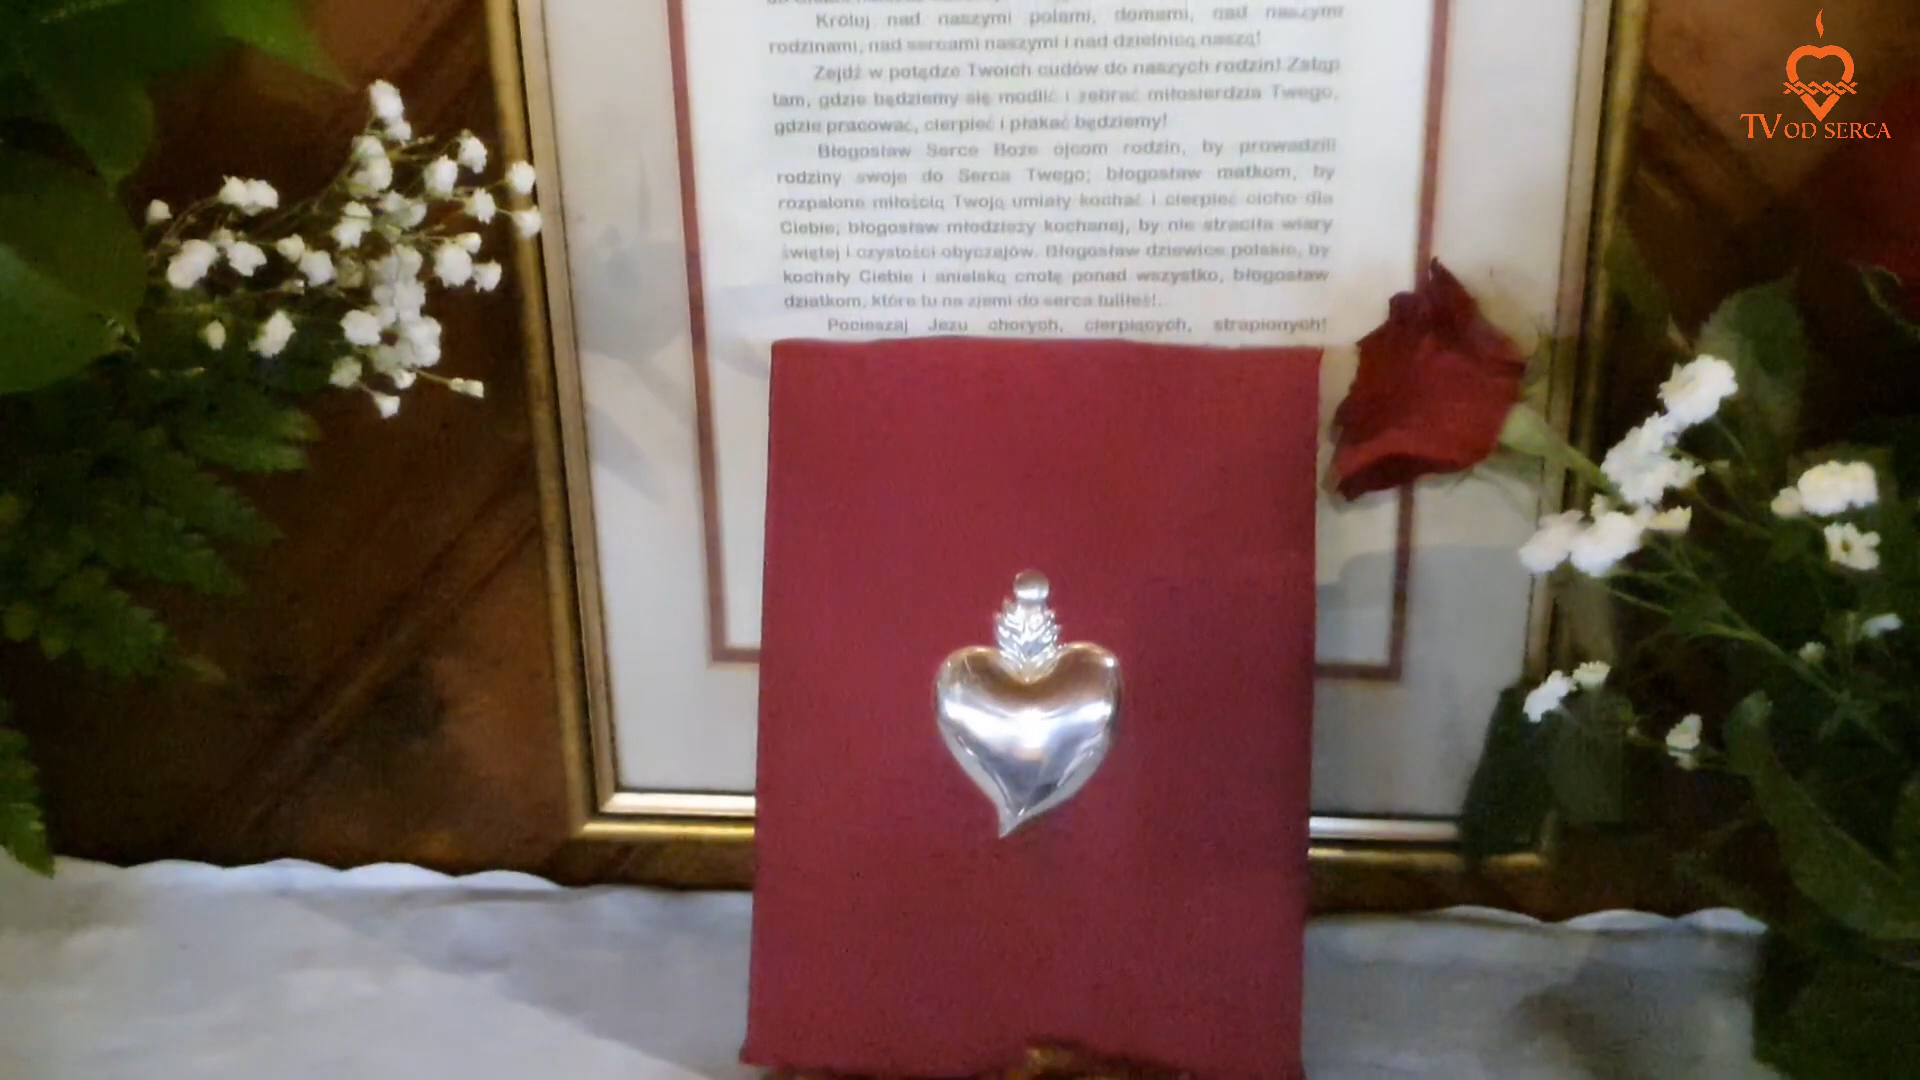 Króluj nad naszymi polami, domami, nad naszymi
rodzinami, nad sercami naszymi i nad dzielnicą naszą!
Zejdź w potędze Twoich cudów do naszych rodzin! Zstąp
tam, gdzie będziemy się modlić i żebrać miłosierdzia Twego,
gdzie pracować, cierpieć i płakać będziemy!
Błogosław Serce Boże ojcom rodzin, by prowadzili
rodziny swoje do Serca Twego; błogosław matkom, by
rozpalone miłością Twoją umiały kochać i cierpieć cicho dla
Ciebie; błogosław młodzieży kochanej, by nie straciła wiary
świętej i czystości obyczajów. Błogosław dziewice polskie, by
kochały Ciebie i anielską cnotę ponad wszystko, błogosław
dziatkom, które tu na ziemi do serca tuliłeś!
Pocieszaj Jezu chorych, cierpiących, strapionych!
TV OD SERCA